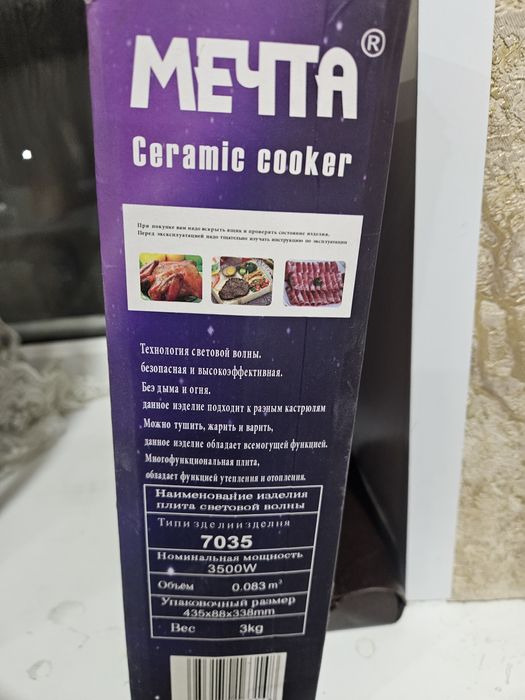 МЕЧТА®
Ceramic cooker
При покупке вам надо вскрыть ящик и проверить состояние изделия.
Перед эксксплуатацией надо тщательно изучать инструкцию по эксплуатации
Технология световой волны.
безопасная и высокоэффективная.
Без дыма и огня.
данное изделие подходит к разным кастрюлям
Можно тушить, жарить и варить,
данное изделие обладает всемогущей функцией.
Многофункциональная плита,
обладает функцией утепления и отопления.
Наименование изделия
плита световой волны
Типизделииизделия
7035
Номинальная мощность
3500W
Объем 0.083 m³
Упаковочный размер
435x88x338mm
Вес 3kg